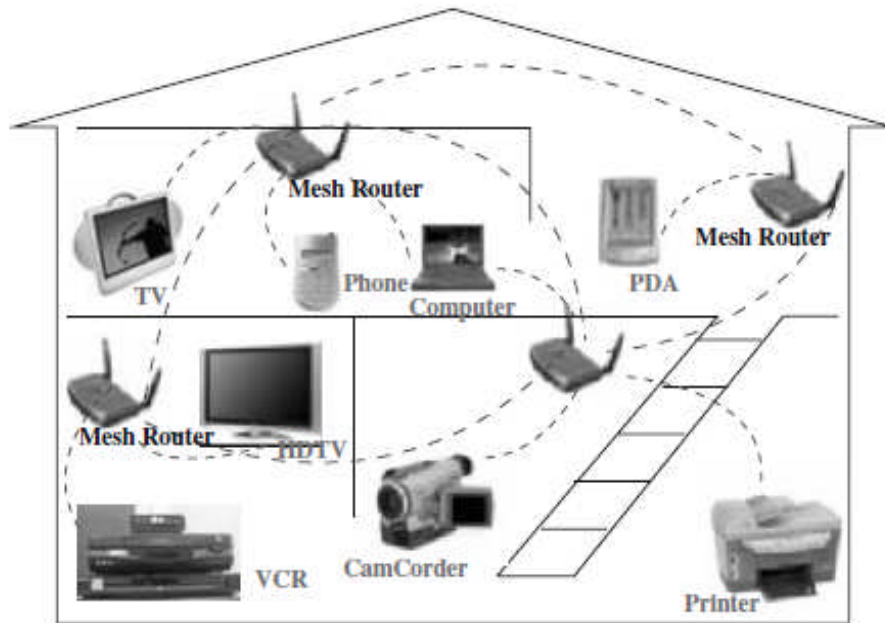 Mesh Router
Mesh Router
TV
Phone
Computer
PDA
Mesh Router
HDTV
VCR
CamCorder
Printer